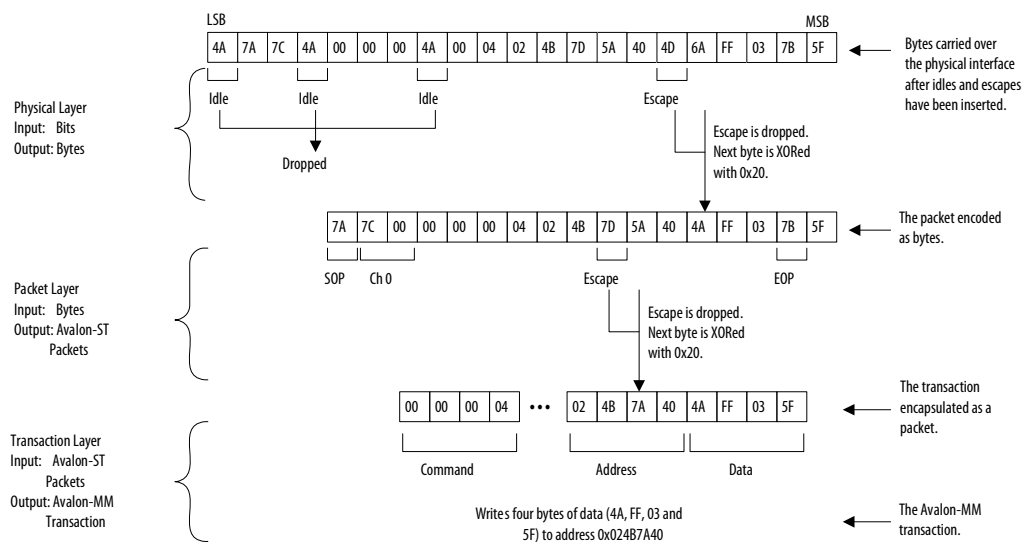 LSB MSB
4A 7A 7C 4A 00 00 00 4A 00 04 02 4B 7D 5A 40 4D 6A FF 03 7B 5F
Bytes carried over
the physical interface
after idles and escapes
have been inserted.
Idle Idle Idle Escape
Physical Layer
Input: Bits
Output: Bytes
Dropped
Escape is dropped.
Next byte is XORed
with 0x20.
7A 7C 00 00 00 04 02 4B 7D 5A 40 4A FF 03 7B 5F
The packet encoded
as bytes.
SOP Ch 0 Escape EOP
Packet Layer
Input: Bytes
Output: Avalon-ST
Packets
Escape is dropped.
Next byte is XORed
with 0x20.
00 00 00 04 ••• 02 4B 7A 40 4A FF 03 5F
The transaction
encapsulated as a
packet.
Command Address Data
Transaction Layer
Input: Avalon-ST
Packets
Output: Avalon-MM
Transaction
Writes four bytes of data (4A, FF, 03 and
5F) to address 0x024B7A40
The Avalon-MM
transaction.